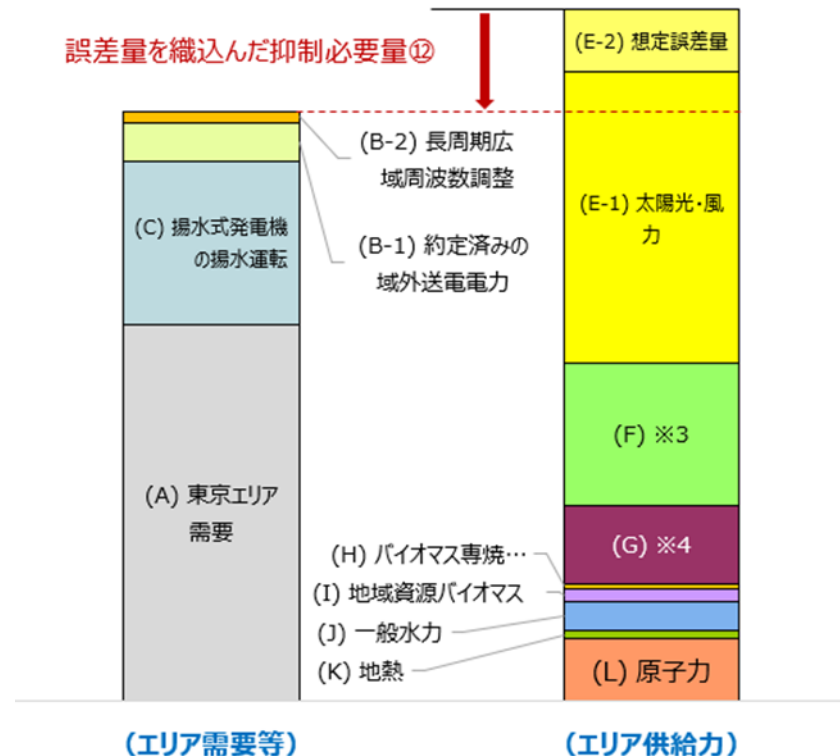 誤差量を織込んだ抑制必要量⑫
(B-2) 長周期広
域周波数調整
(C) 揚水式発電機
の揚水運転
(B-1) 約定済みの
域外送電電力
(A) 東京エリア
需要
(H) バイオマス専焼…
(I) 地域資源バイオマス
(J) 一般水力
(K) 地熱
(エリア需要等)
(E-2) 想定誤差量
(E-1) 太陽光・風
力
(F) ※3
(G) ※4
(L) 原子力
(エリア供給力)